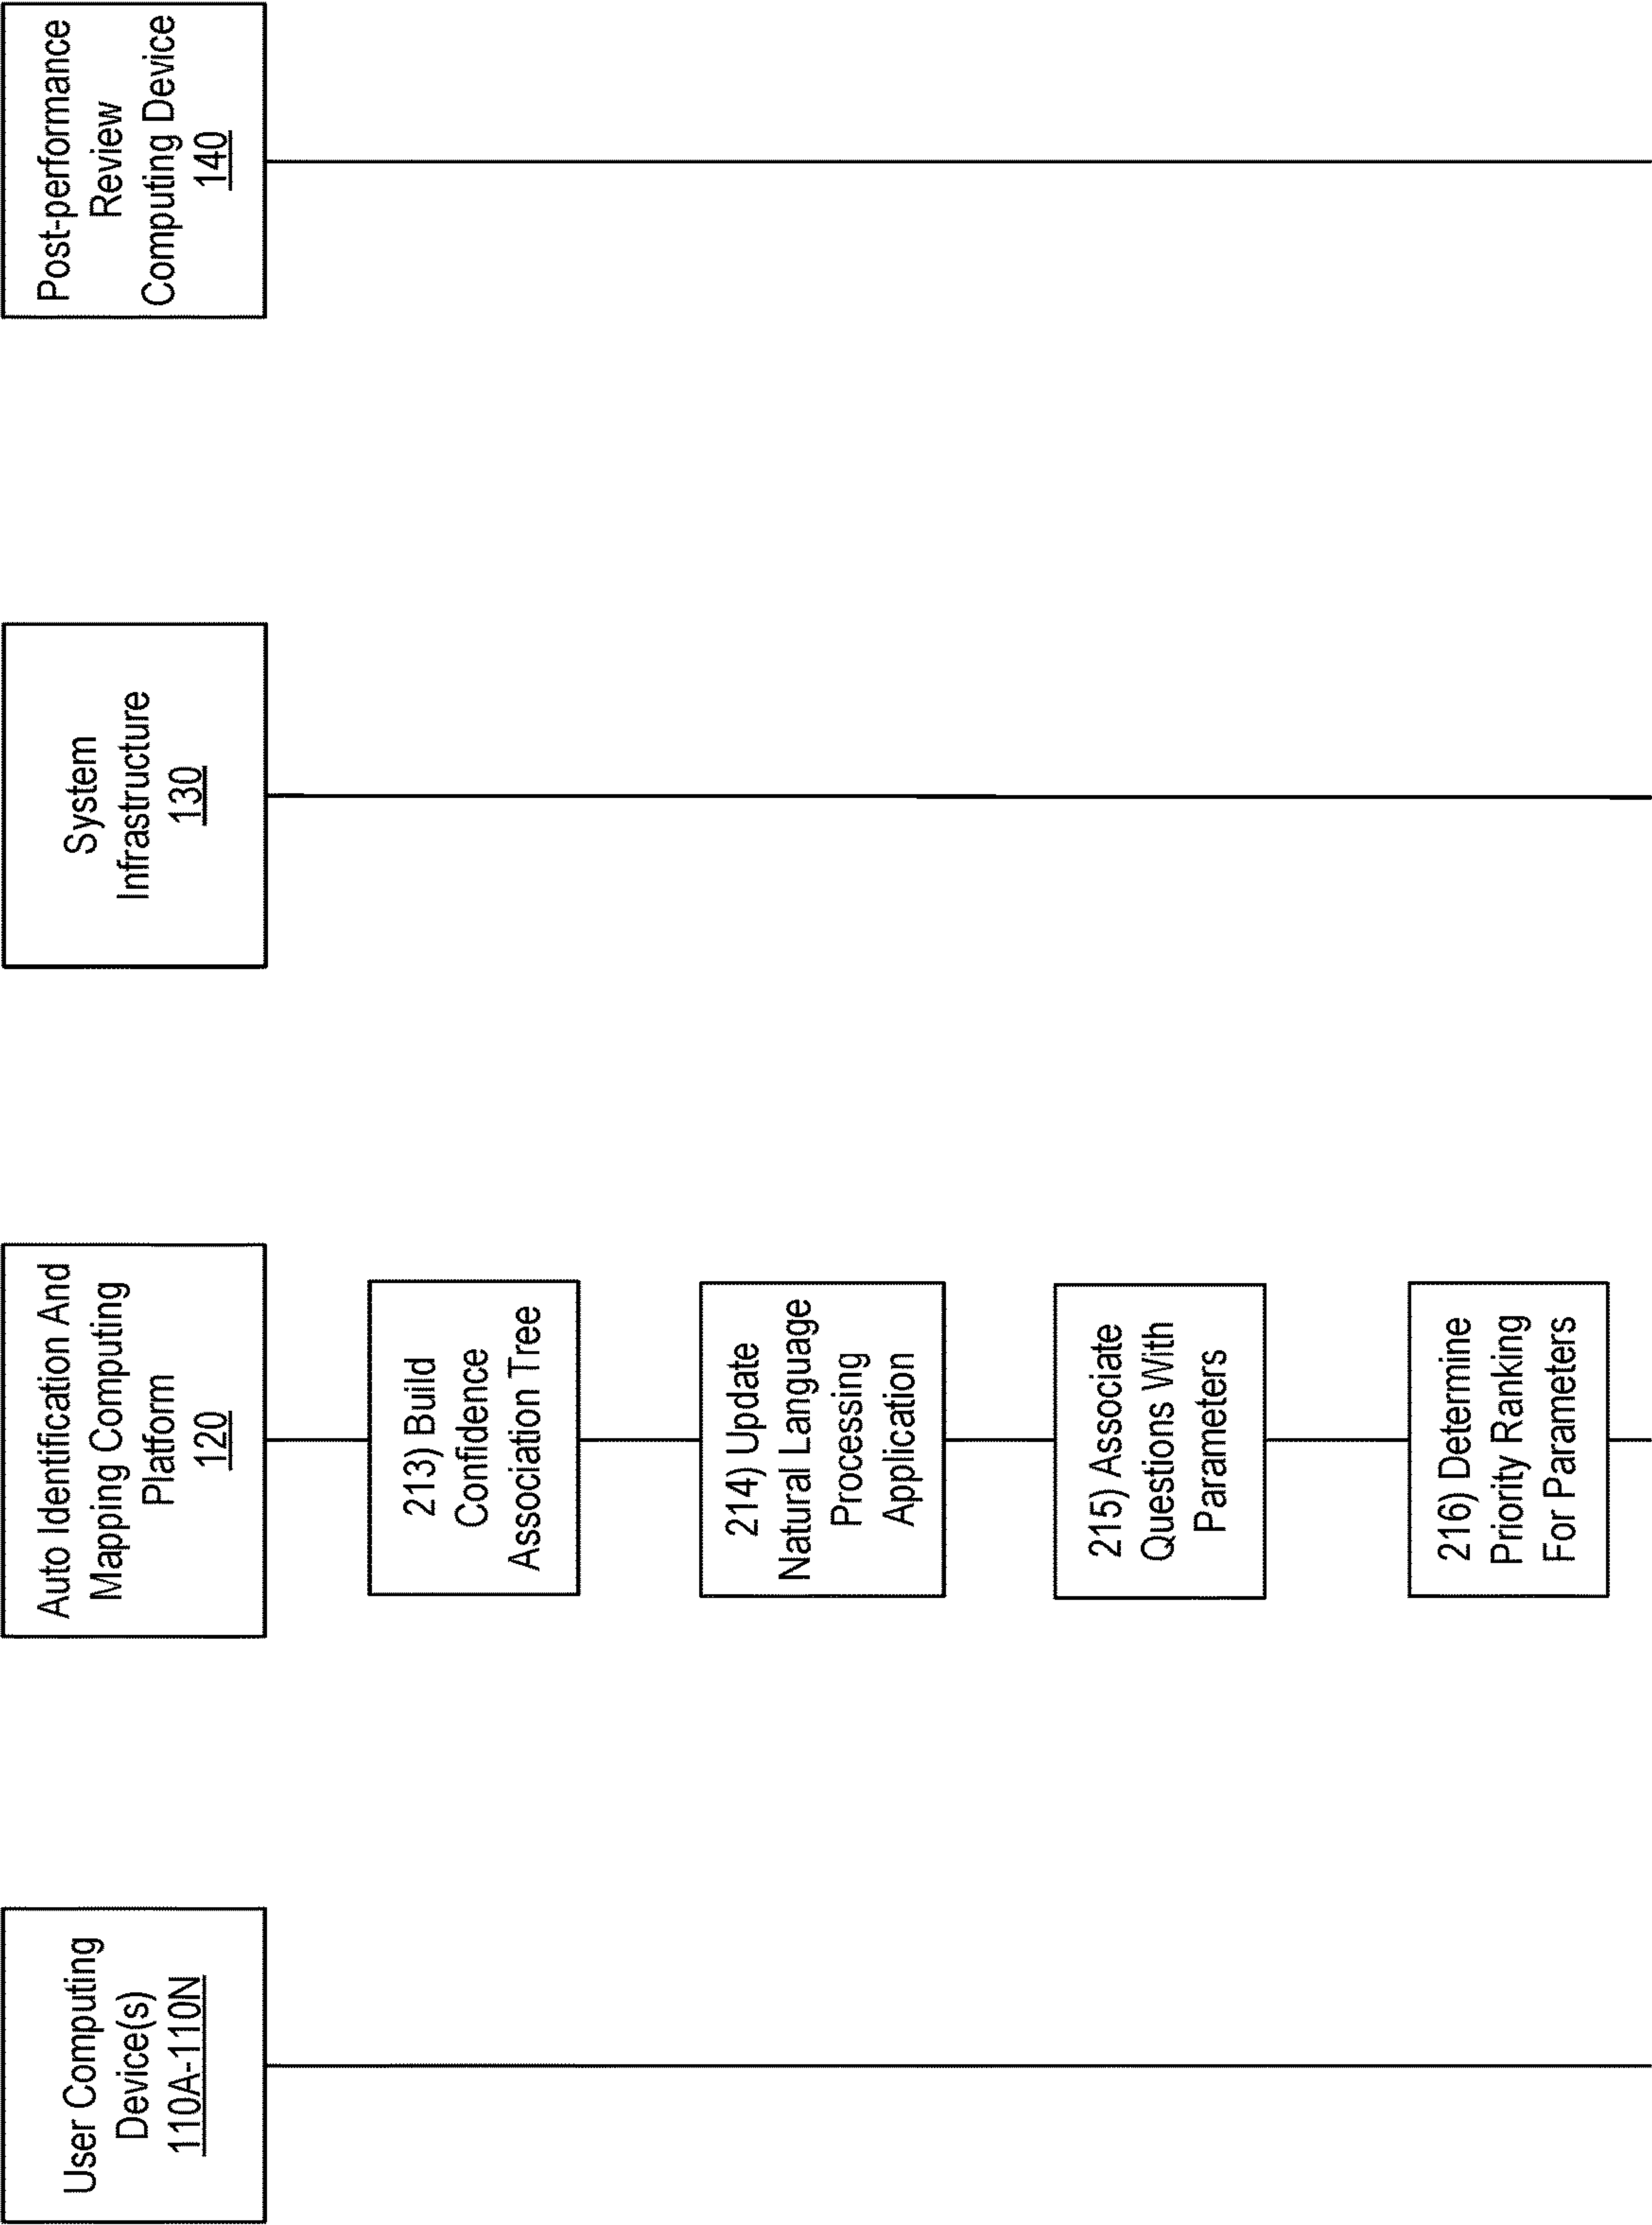 User Computing
Device(s)
110A-110N
Auto Identification And
Mapping Computing
Platform
120
System
Infrastructure
130
Post-performance
Review
Computing Device
140
213) Build
Confidence
Association Tree
214) Update
Natural Language
Processing
Application
215) Associate
Questions With
Parameters
216) Determine
Priority Ranking
For Parameters